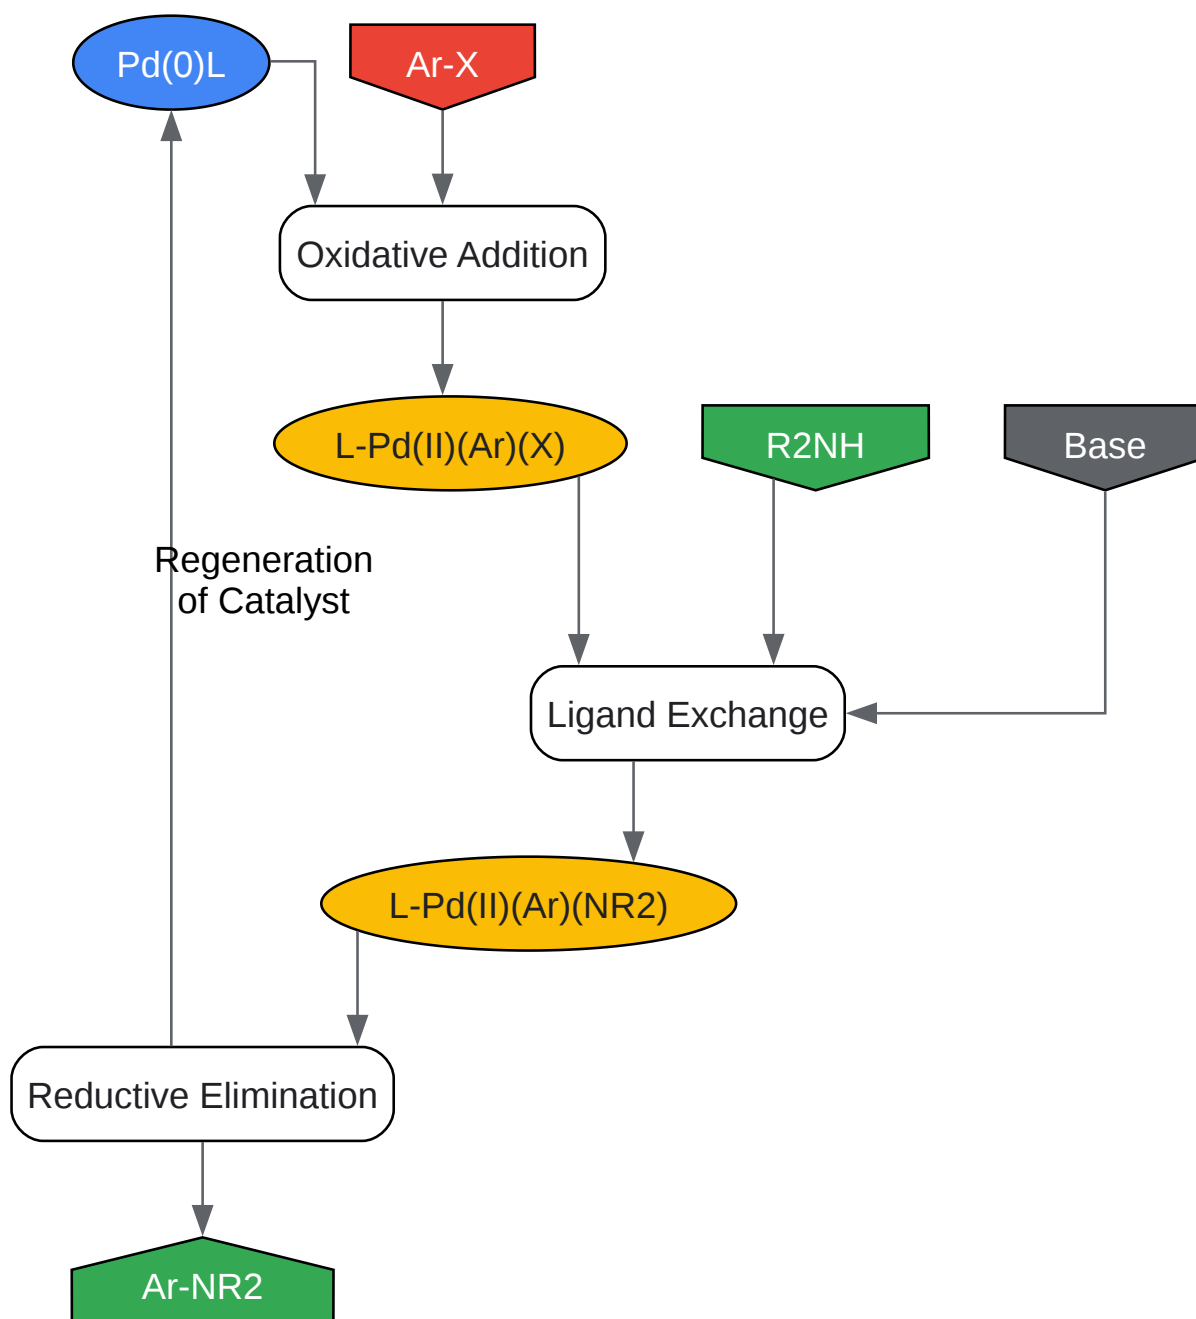 Pd(0)L
Ar-X
Oxidative Addition
L-Pd(II)(Ar)(X)
R2NH
Base
Regeneration
of Catalyst
Ligand Exchange
L-Pd(II)(Ar)(NR2)
Reductive Elimination
Ar-NR2